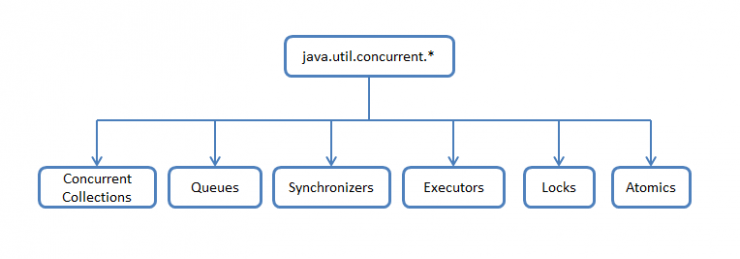 java.util.concurrent.*
Concurrent
Collections
Queues
Synchronizers
Executors
Locks
Atomics